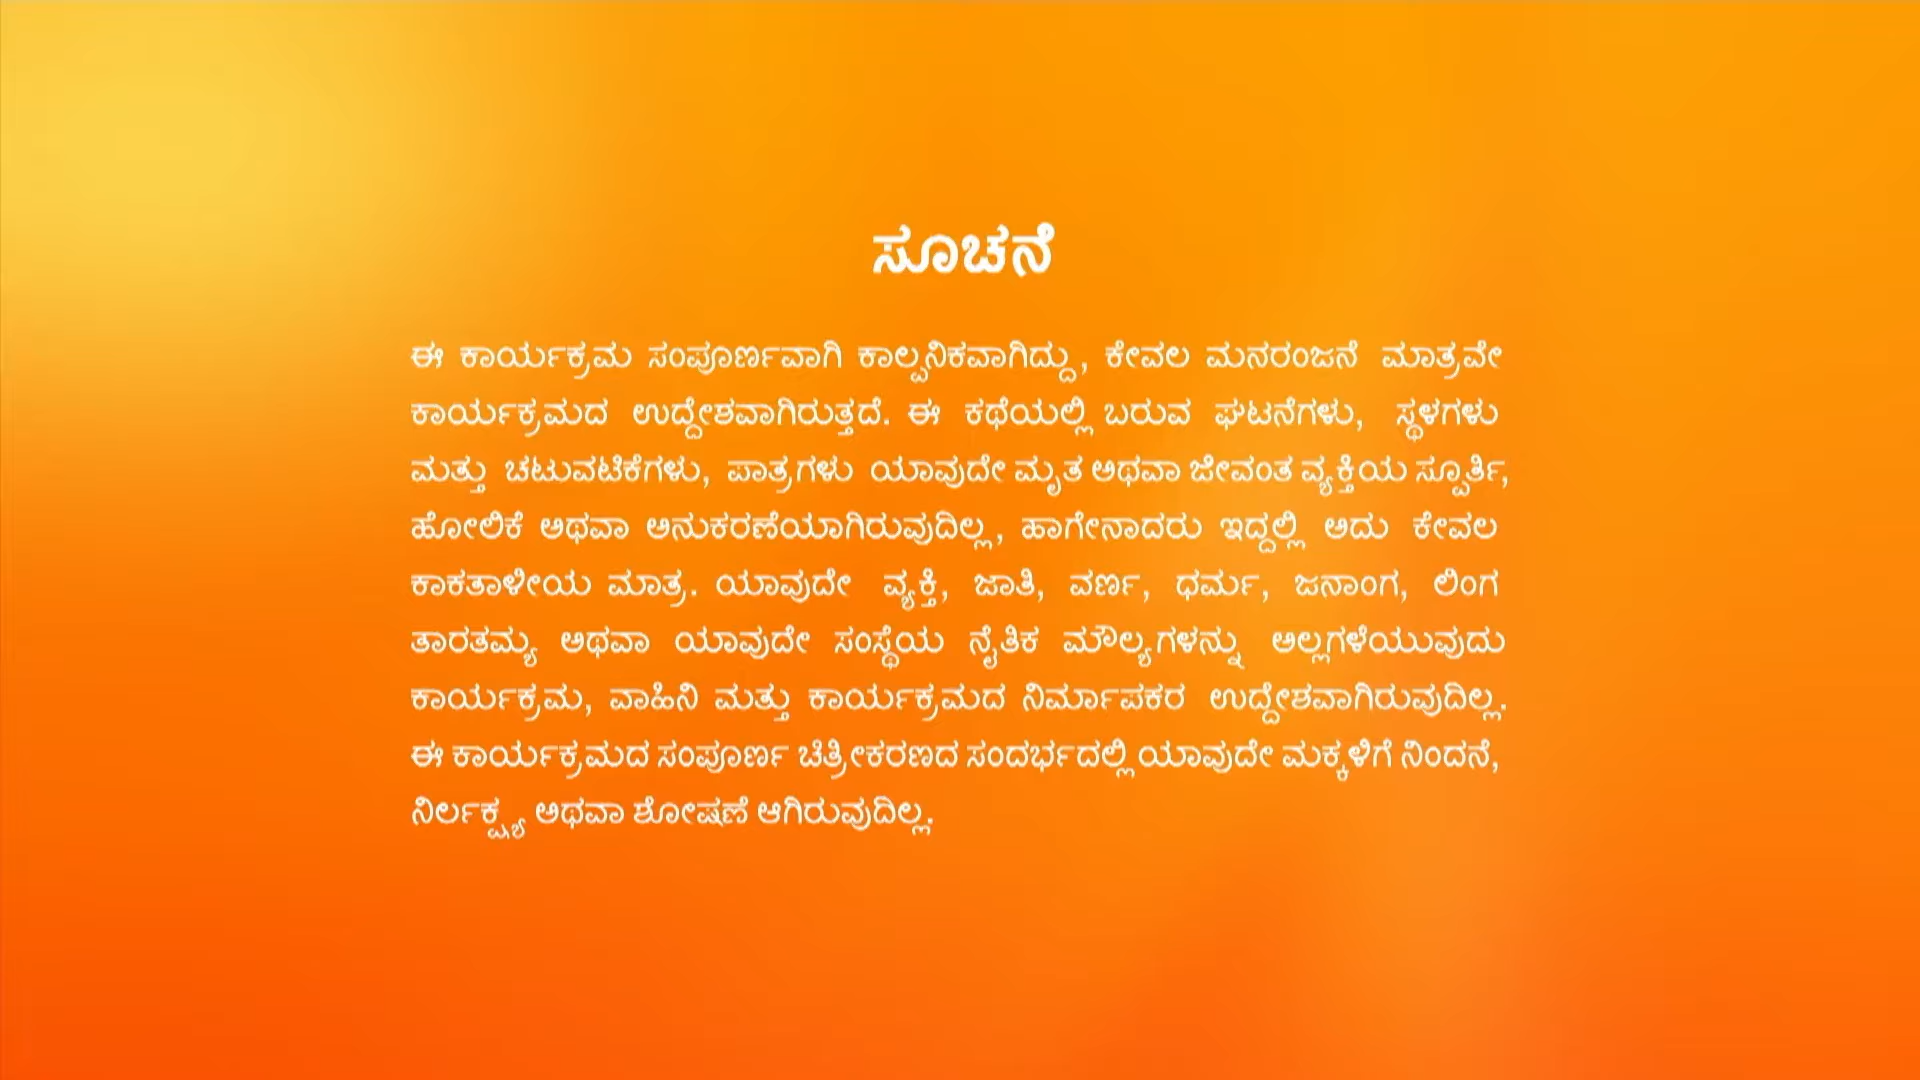 ಸೂಚನೆ
ಈ ಕಾರ್ಯಕ್ರಮ ಸಂಪೂರ್ಣವಾಗಿ ಕಾಲ್ಪನಿಕವಾಗಿದ್ದು, ಕೇವಲ ಮನರಂಜನೆ ಮಾತ್ರವೇ
ಕಾರ್ಯಕ್ರಮದ ಉದ್ದೇಶವಾಗಿರುತ್ತದೆ. ಈ ಕಥೆಯಲ್ಲಿ ಬರುವ ಘಟನೆಗಳು, ಸ್ಥಳಗಳು
ಮತ್ತು ಚಟುವಟಿಕೆಗಳು, ಪಾತ್ರಗಳು ಯಾವುದೇ ಮೃತ ಅಥವಾ ಜೀವಂತ ವ್ಯಕ್ತಿಯ ಸ್ಪೂರ್ತಿ,
ಹೋಲಿಕೆ ಅಥವಾ ಅನುಕರಣೆಯಾಗಿರುವುದಿಲ್ಲ, ಹಾಗೇನಾದರು ಇದ್ದಲ್ಲಿ ಅದು ಕೇವಲ
ಕಾಕತಾಳೀಯ ಮಾತ್ರ. ಯಾವುದೇ ವ್ಯಕ್ತಿ, ಜಾತಿ, ವರ್ಣ, ಧರ್ಮ, ಜನಾಂಗ, ಲಿಂಗ
ತಾರತಮ್ಯ ಅಥವಾ ಯಾವುದೇ ಸಂಸ್ಥೆಯ ನೈತಿಕ ಮೌಲ್ಯಗಳನ್ನು ಅಲ್ಲಗಳೆಯುವುದು
ಕಾರ್ಯಕ್ರಮ, ವಾಹಿನಿ ಮತ್ತು ಕಾರ್ಯಕ್ರಮದ ನಿರ್ಮಾಪಕರ ಉದ್ದೇಶವಾಗಿರುವುದಿಲ್ಲ.
ಈ ಕಾರ್ಯಕ್ರಮದ ಸಂಪೂರ್ಣ ಚಿತ್ರೀಕರಣದ ಸಂದರ್ಭದಲ್ಲಿ ಯಾವುದೇ ಮಕ್ಕಳಿಗೆ ನಿಂದನೆ,
ನಿರ್ಲಕ್ಷ್ಯ ಅಥವಾ ಶೋಷಣೆ ಆಗಿರುವುದಿಲ್ಲ.